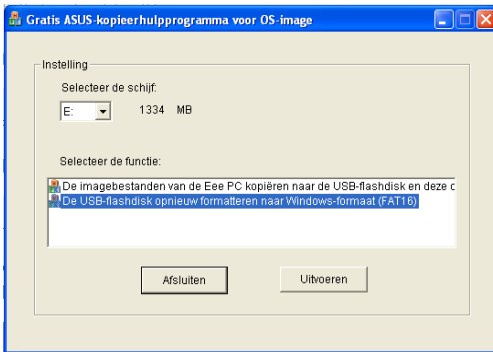 Gratis ASUS-kopieerhulpprogramma voor OS-image
Instelling
Selecteer de schijf:
E: 1334 MB
Selecteer de functie:
De imagebestanden van de Eee PC kopiëren naar de USB-flashdisk en deze
De USB-flashdisk opnieuw formatteren naar Windows-formaat (FAT16)
Afsluiten Uitvoeren